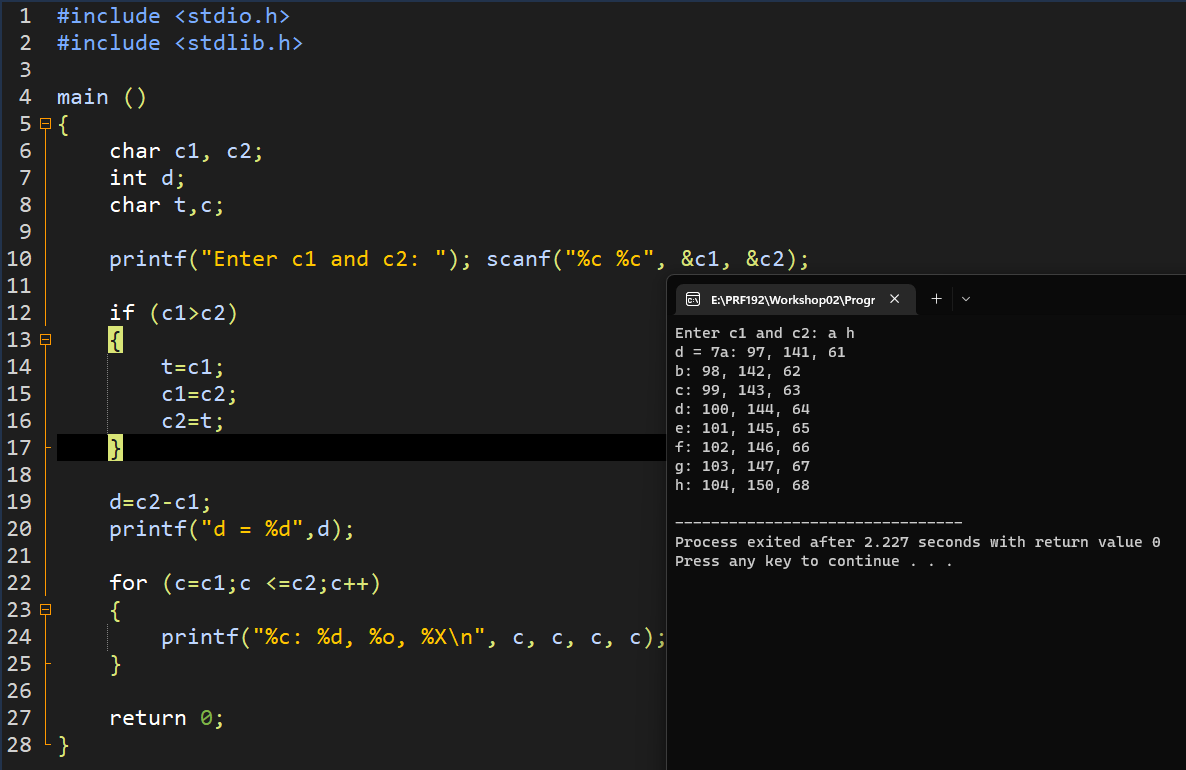 1 #include <stdio.h>
2 #include <stdlib.h>
3
4 main ()
5 {
6     char c1, c2;
7     int d;
8     char t,c;
9
10     printf("Enter c1 and c2: "); scanf("%c %c", &c1, &c2);
11
12     if (c1>c2)
13     {
14         t=c1;
15         c1=c2;
16         c2=t;
17     }
18
19     d=c2-c1;
20     printf("d = %d",d);
21
22     for (c=c1;c <=c2;c++)
23     {
24         printf("%c: %d, %o, %X\n", c, c, c, c);
25     }
26
27     return 0;
28 }
E:\PRF192\Workshop02\Progr
Enter c1 and c2: a h
d = 7a: 97, 141, 61
b: 98, 142, 62
c: 99, 143, 63
d: 100, 144, 64
e: 101, 145, 65
f: 102, 146, 66
g: 103, 147, 67
h: 104, 150, 68
--------------------------------
Process exited after 2.227 seconds with return value 0
Press any key to continue . . .